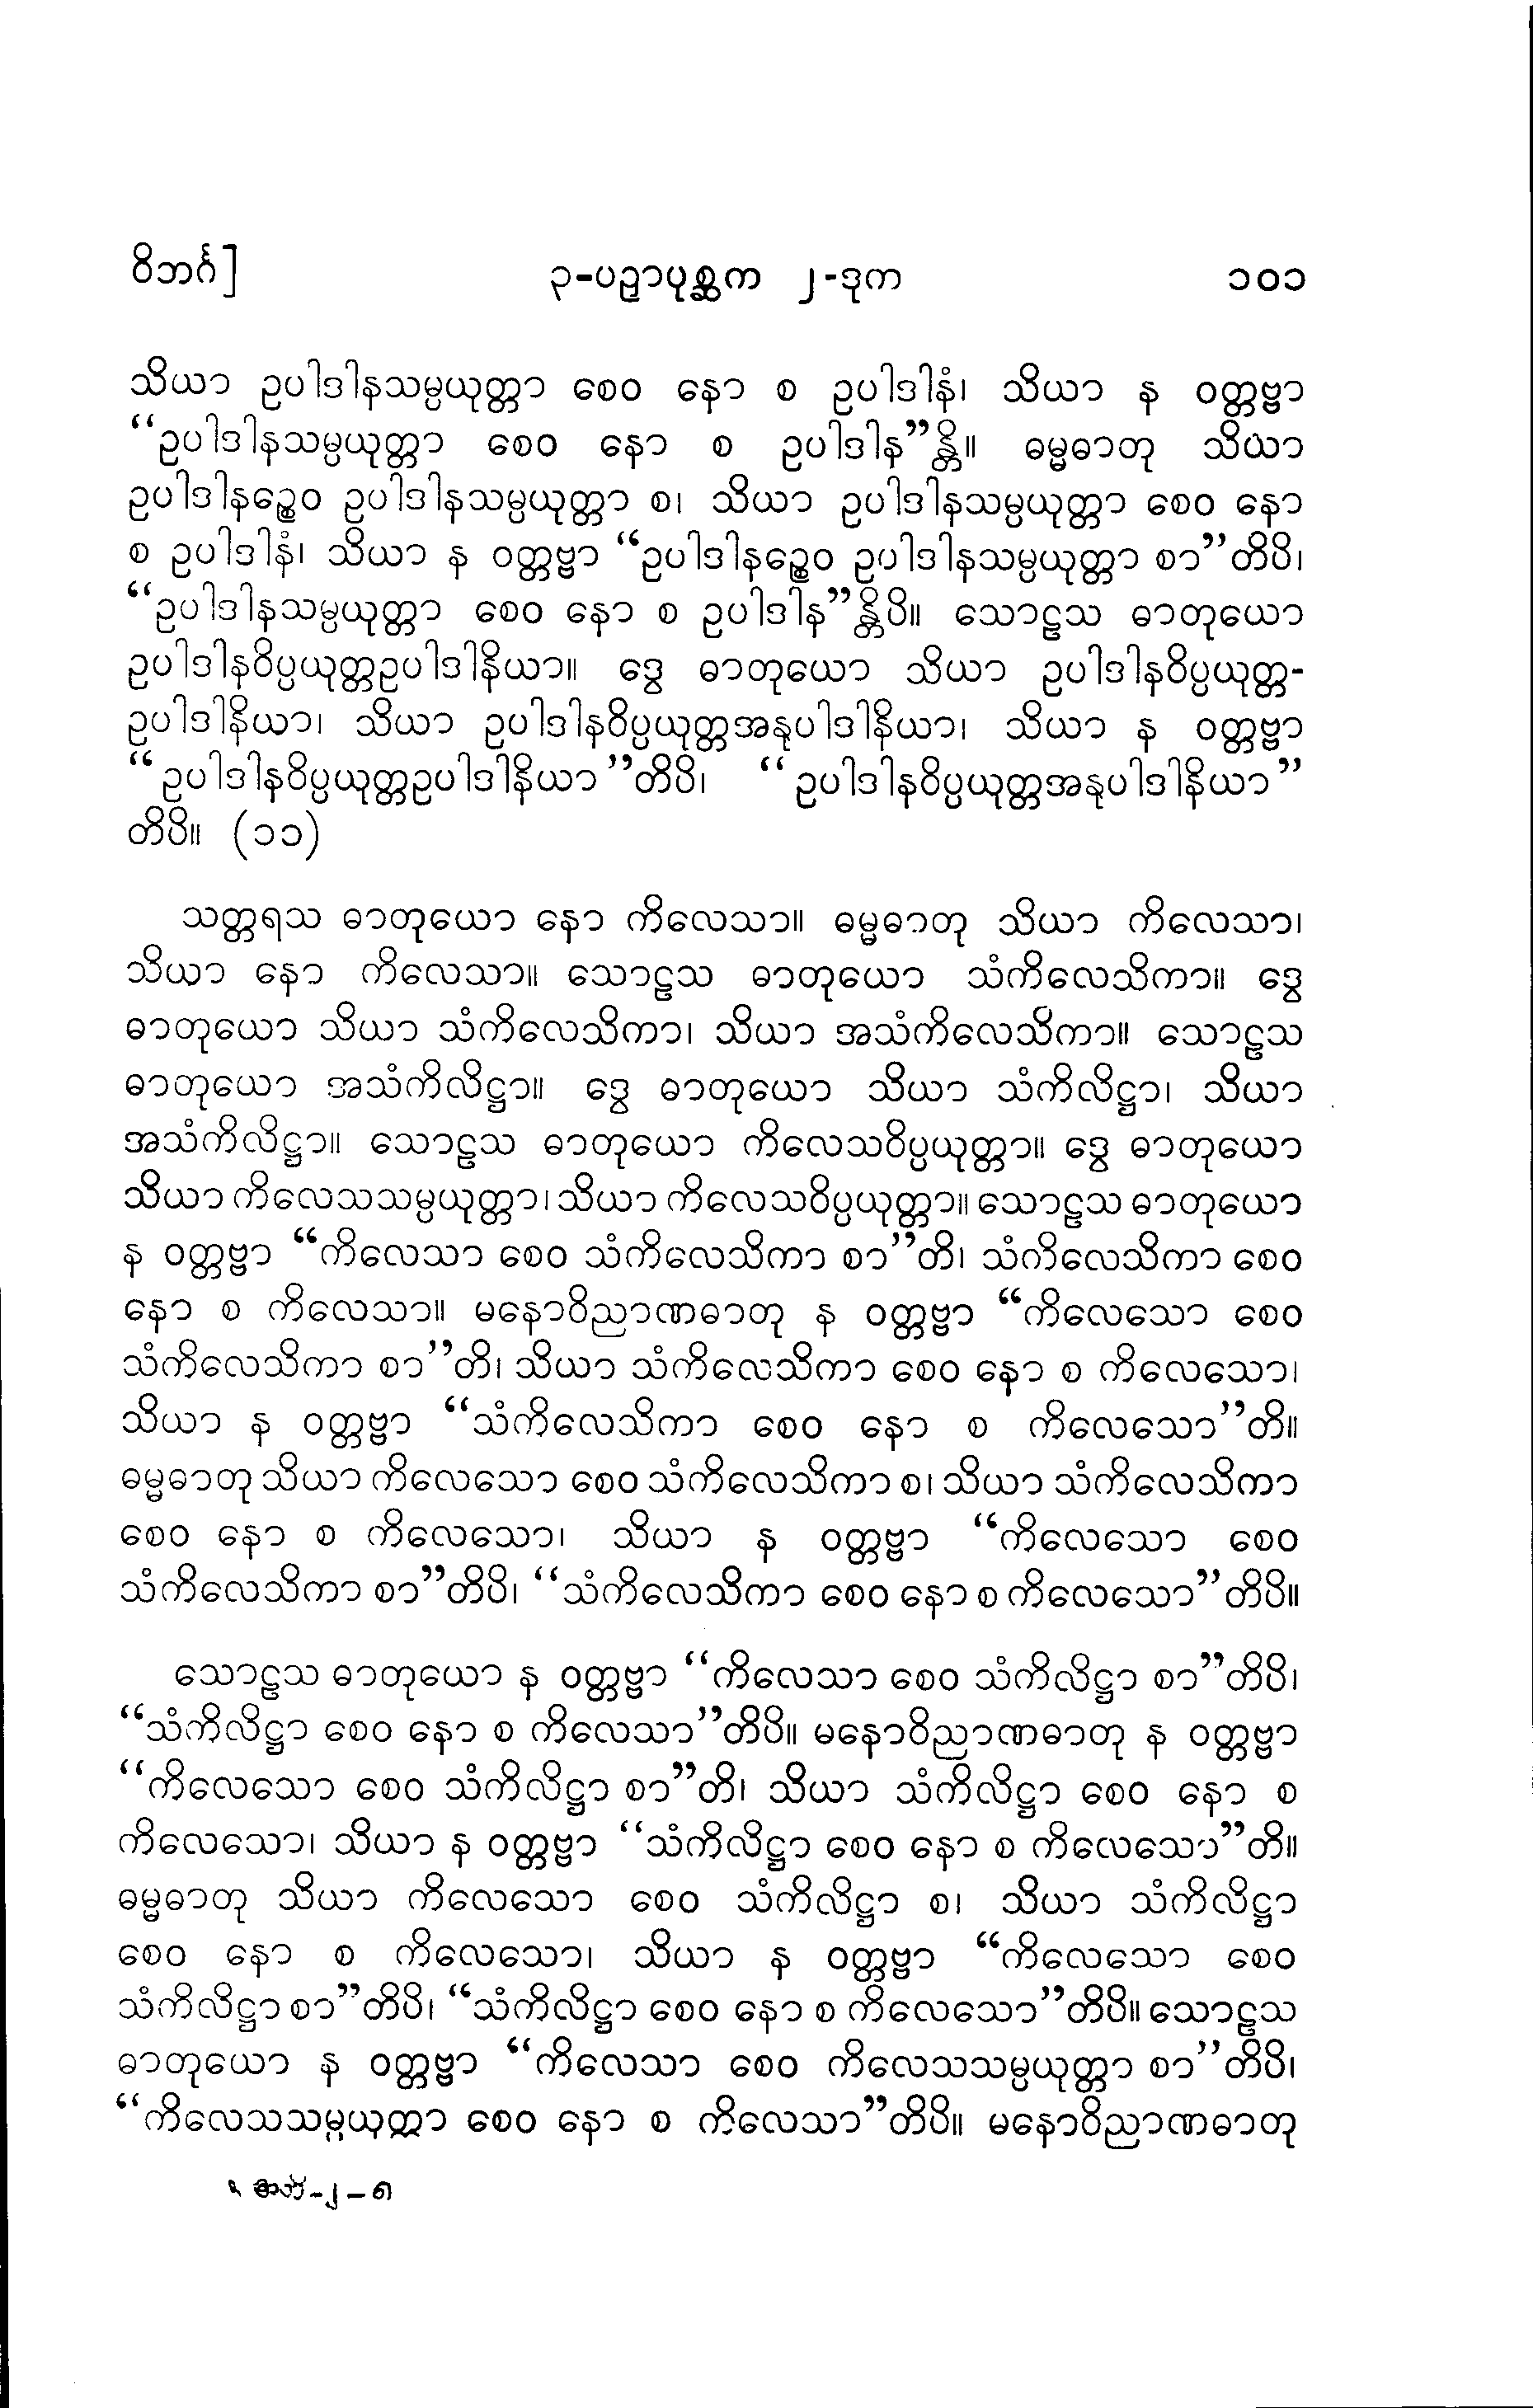 ဝိဘင်္ဂ] ၃-ပဉှာပုစ္ဆက ၂-ဒုက ၁၀၁
သိယာ ဥပါဒါနသမ္ပယုတ္တာ စေဝ နော စ ဥပါဒါနံ၊ သိယာ န ဝတ္တဗ္ဗာ
“ဥပါဒါနသမ္ပယုတ္တာ စေဝ နော စ ဥပါဒါန”န္တိ။ ဓမ္မဓာတု သိယာ
ဥပါဒါနဉ္စေဝ ဥပါဒါနသမ္ပယုတ္တာ စ၊ သိယာ ဥပါဒါနသမ္ပယုတ္တာ စေဝ နော
စ ဥပါဒါနံ၊ သိယာ န ဝတ္တဗ္ဗာ “ဥပါဒါနဉ္စေဝ ဥပါဒါနသမ္ပယုတ္တာ စာ”တိပိ၊
“ဥပါဒါနသမ္ပယုတ္တာ စေဝ နော စ ဥပါဒါန”န္တိပိ။ သောဠသ ဓာတုယော
ဥပါဒါနဝိပ္ပယုတ္တဥပါဒါနိယာ။ ဒွေ ဓာတုယော သိယာ ဥပါဒါနဝိပ္ပယုတ္တ-
ဥပါဒါနိယာ၊ သိယာ ဥပါဒါနဝိပ္ပယုတ္တအနုပါဒါနိယာ၊ သိယာ န ဝတ္တဗ္ဗာ
“ဥပါဒါနဝိပ္ပယုတ္တဥပါဒါနိယာ”တိပိ၊ “ဥပါဒါနဝိပ္ပယုတ္တအနုပါဒါနိယာ”
တိပိ။ (၁၁)
သတ္တရသ ဓာတုယော နော ကိလေသာ။ ဓမ္မဓာတု သိယာ ကိလေသာ၊
သိယာ နော ကိလေသာ။ သောဠသ ဓာတုယော သံကိလေသိကာ။ ဒွေ
ဓာတုယော သိယာ သံကိလေသိကာ၊ သိယာ အသံကိလေသိကာ။ သောဠသ
ဓာတုယော အသံကိလိဋ္ဌာ။ ဒွေ ဓာတုယော သိယာ သံကိလိဋ္ဌာ၊ သိယာ
အသံကိလိဋ္ဌာ။ သောဠသ ဓာတုယော ကိလေသဝိပ္ပယုတ္တာ။ ဒွေ ဓာတုယော
သိယာ ကိလေသသမ္ပယုတ္တာ၊ သိယာ ကိလေသဝိပ္ပယုတ္တာ။ သောဠသ ဓာတုယော
န ဝတ္တဗ္ဗာ “ကိလေသာ စေဝ သံကိလေသိကာ စာ”တိ၊ သံကိလေသိကာ စေဝ
နော စ ကိလေသာ။ မနောဝိညာဏဓာတု န ဝတ္တဗ္ဗာ “ကိလေသော စေဝ
သံကိလေသိကာ စာ”တိ၊ သိယာ သံကိလေသိကာ စေဝ နော စ ကိလေသော၊
သိယာ န ဝတ္တဗ္ဗာ “သံကိလေသိကာ စေဝ နော စ ကိလေသော”တိ။
ဓမ္မဓာတု သိယာ ကိလေသော စေဝ သံကိလေသိကာ စ၊ သိယာ သံကိလေသိကာ
စေဝ နော စ ကိလေသော၊ သိယာ န ဝတ္တဗ္ဗာ “ကိလေသော စေဝ
သံကိလေသိကာ စာ”တိပိ၊ “သံကိလေသိကာ စေဝ နော စ ကိလေသော”တိပိ။
သောဠသ ဓာတုယော န ဝတ္တဗ္ဗာ “ကိလေသာ စေဝ သံကိလိဋ္ဌာ စာ”တိပိ၊
“သံကိလိဋ္ဌာ စေဝ နော စ ကိလေသာ”တိပိ။ မနောဝိညာဏဓာတု န ဝတ္တဗ္ဗာ
“ကိလေသော စေဝ သံကိလိဋ္ဌာ စာ”တိ၊ သိယာ သံကိလိဋ္ဌာ စေဝ နော စ
ကိလေသော၊ သိယာ န ဝတ္တဗ္ဗာ “သံကိလိဋ္ဌာ စေဝ နော စ ကိလေသော”တိ။
ဓမ္မဓာတု သိယာ ကိလေသော စေဝ သံကိလိဋ္ဌာ စ၊ သိယာ သံကိလိဋ္ဌာ
စေဝ နော စ ကိလေသော၊ သိယာ န ဝတ္တဗ္ဗာ “ကိလေသော စေဝ
သံကိလိဋ္ဌာ စာ”တိပိ၊ “သံကိလိဋ္ဌာ စေဝ နော စ ကိလေသော”တိပိ။ သောဠသ
ဓာတုယော န ဝတ္တဗ္ဗာ “ကိလေသာ စေဝ ကိလေသသမ္ပယုတ္တာ စာ”တိပိ၊
“ကိလေသသမ္ပယုတ္တာ စေဝ နော စ ကိလေသာ”တိပိ။ မနောဝိညာဏဓာတု